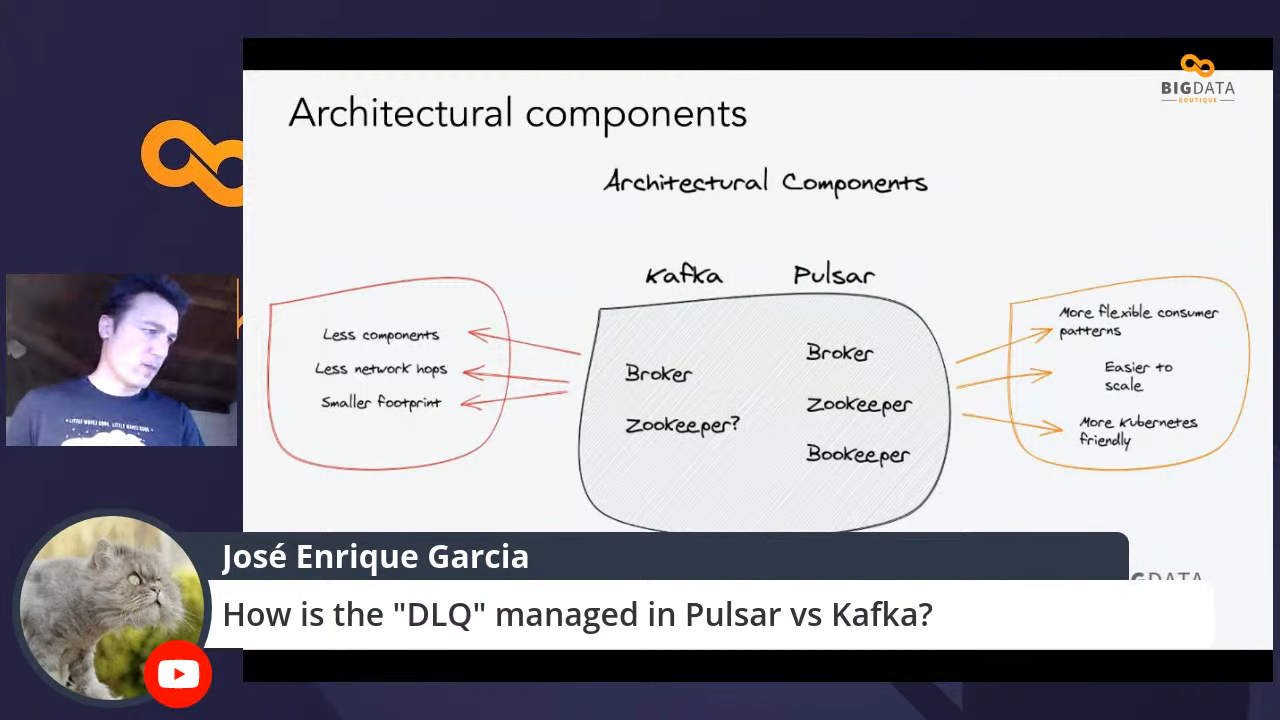 BIGDATA
BOUTIQUE
Architectural components
Architectural Components
Kafka
Pulsar
Less components
Less network hops
Smaller footprint
Broker
Zookeeper?
Broker
Zookeeper
Bookeeper
More flexible consumer
patterns
Easier to
scale
More Kubernetes
friendly
José Enrique Garcia
How is the "DLQ" managed in Pulsar vs Kafka?